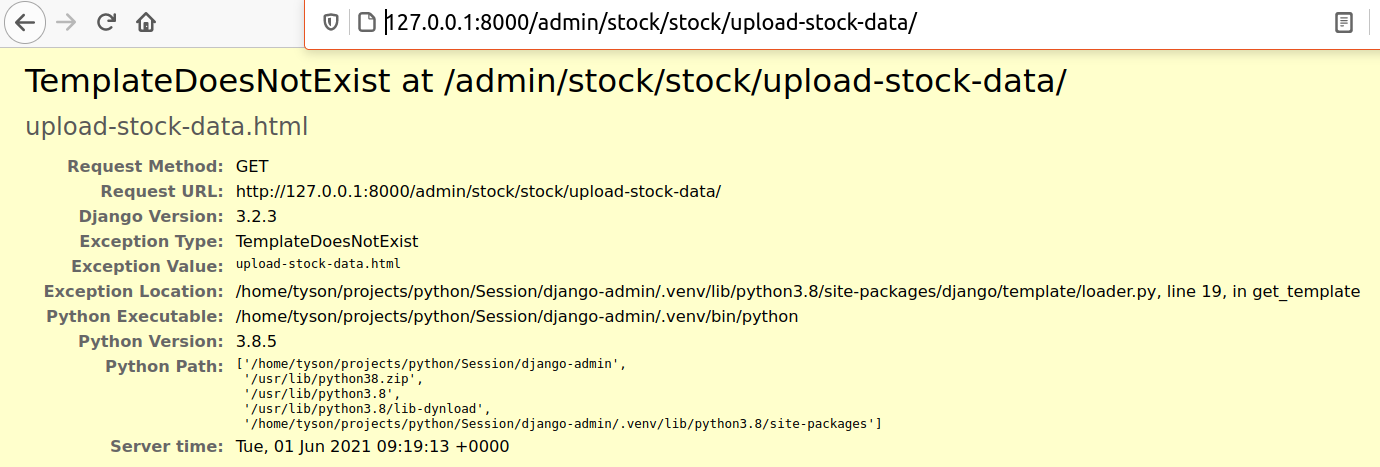 127.0.0.1:8000/admin/stock/stock/upload-stock-data/
TemplateDoesNotExist at /admin/stock/stock/upload-stock-data/
upload-stock-data.html
Request Method: GET
Request URL: http://127.0.0.1:8000/admin/stock/stock/upload-stock-data/
Django Version: 3.2.3
Exception Type: TemplateDoesNotExist
Exception Value: upload-stock-data.html
Exception Location: /home/tyson/projects/python/Session/django-admin/.venv/lib/python3.8/site-packages/django/template/loader.py, line 19, in get_template
Python Executable: /home/tyson/projects/python/Session/django-admin/.venv/bin/python
Python Version: 3.8.5
Python Path: ['/home/tyson/projects/python/Session/django-admin',
'/usr/lib/python38.zip',
'/usr/lib/python3.8',
'/usr/lib/python3.8/lib-dynload',
'/home/tyson/projects/python/Session/django-admin/.venv/lib/python3.8/site-packages']
Server time: Tue, 01 Jun 2021 09:19:13 +0000